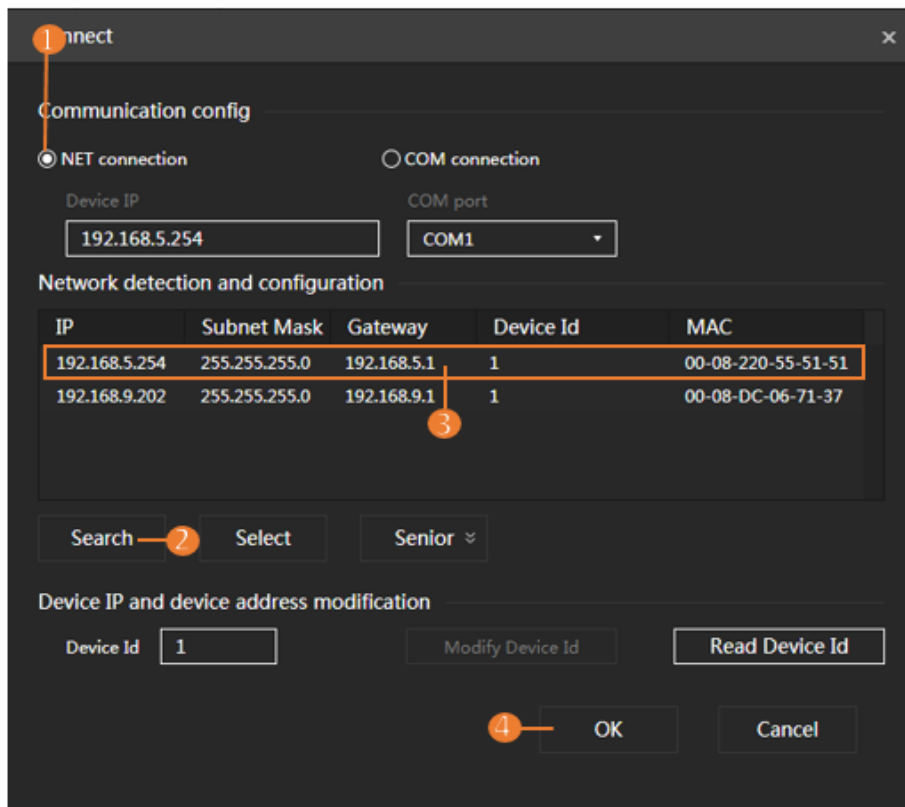 1 nnect ×
Communication config
NET connection COM connection
Device IP COM port
192.168.5.254 COM1
Network detection and configuration
IP Subnet Mask Gateway Device Id MAC
192.168.5.254 255.255.255.0 192.168.5.1 1 00-08-220-55-51-51
192.168.9.202 255.255.255.0 192.168.9.1 1 00-08-DC-06-71-37
3
Search 2 Select Senior
Device IP and device address modification
Device Id 1 Modify Device Id Read Device Id
4 OK Cancel